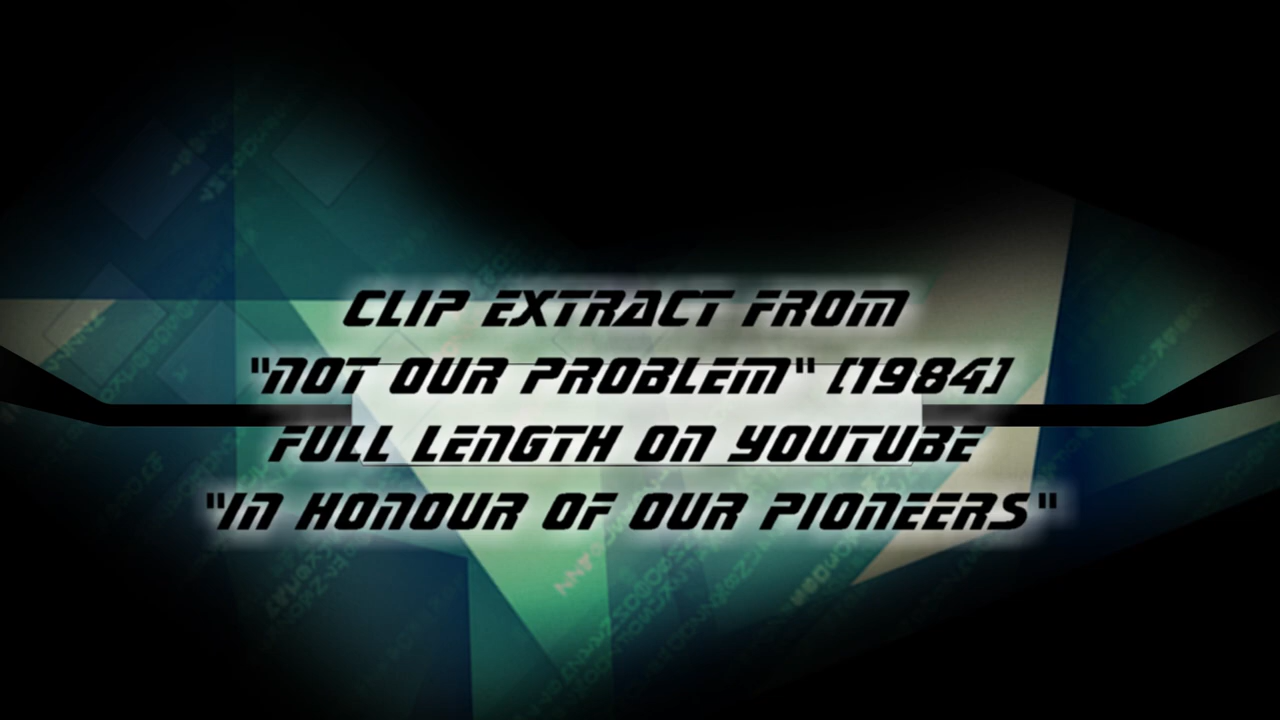 CLIP EXTRACT FROM
"NOT OUR PROBLEM" (1984)
FULL LENGTH ON YOUTUBE
"IN HONOUR OF OUR PIONEERS"